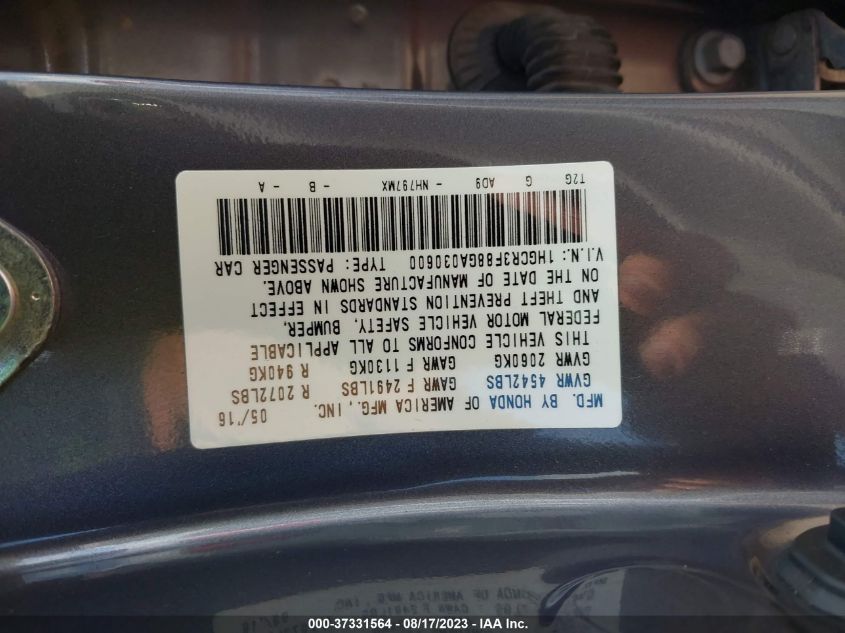 MFD. BY HONDA OF AMERICA MFG., INC. 05/'16
GVWR 4542LBS GAWR F 2491LBS R 2072LBS
GVWR 2060KG GAWR F 1130KG R 940KG
THIS VEHICLE CONFORMS TO ALL APPLICABLE
FEDERAL MOTOR VEHICLE SAFETY, BUMPER,
AND THEFT PREVENTION STANDARDS IN EFFECT
ON THE DATE OF MANUFACTURE SHOWN ABOVE.
V.I.N.: 1HGCR3F88GA030600 TYPE: PASSENGER CAR
T2G G AD9 - NH797MX - B - A
000-37331564 - 08/17/2023 - IAA Inc.